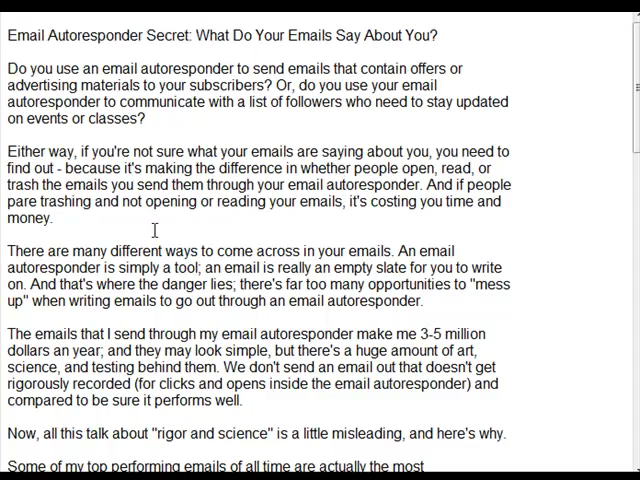 Email Autoresponder Secret: What Do Your Emails Say About You?
Do you use an email autoresponder to send emails that contain offers or
advertising materials to your subscribers? Or, do you use your email
autoresponder to communicate with a list of followers who need to stay updated
on events or classes?
Either way, if you're not sure what your emails are saying about you, you need to
find out - because it's making the difference in whether people open, read, or
trash the emails you send them through your email autoresponder. And if people
pare trashing and not opening or reading your emails, it's costing you time and
money.
There are many different ways to come across in your emails. An email
autoresponder is simply a tool; an email is really an empty slate for you to write
on. And that's where the danger lies; there's far too many opportunities to "mess
up" when writing emails to go out through an email autoresponder.
The emails that I send through my email autoresponder make me 3-5 million
dollars an year; and they may look simple, but there's a huge amount of art,
science, and testing behind them. We don't send an email out that doesn't get
rigorously recorded (for clicks and opens inside the email autoresponder) and
compared to be sure it performs well.
Now, all this talk about "rigor and science" is a little misleading, and here's why.
Some of my top performing emails of all time are actually the most